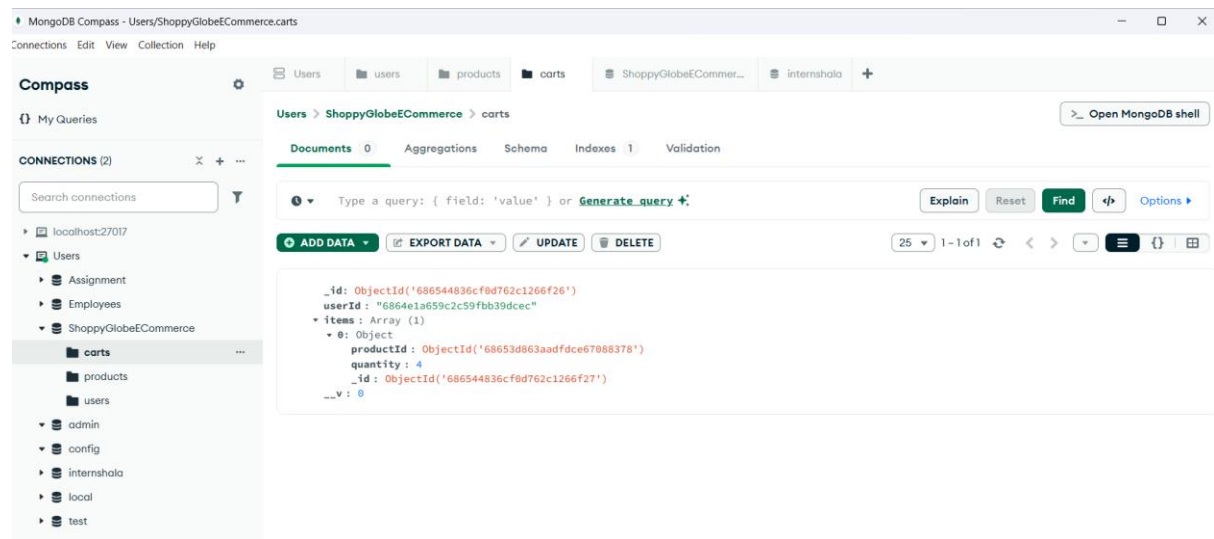 MongoDB Compass - Users/ShoppyGlobeECommerce.carts
Connections Edit View Collection Help
Compass
{} My Queries
CONNECTIONS (2)
Search connections
localhost:27017
Users
Assignment
Employees
ShoppyGlobeECommerce
carts
products
users
admin
config
internshala
local
test
Users users products carts ShoppyGlobeECommer... internshala
Users > ShoppyGlobeECommerce > carts
>_ Open MongoDB shell
Documents 0 Aggregations Schema Indexes 1 Validation
Type a query: { field: 'value' } or Generate query
Explain Reset Find </> Options
ADD DATA EXPORT DATA UPDATE DELETE
25 1-1 of 1 {}
_id: ObjectId('686544836cf0d762c1266f26')
userId : "6864e1a659c2c59fbb39dcec"
items : Array (1)
0: Object
productId : ObjectId('68653d863aadfdce67088378')
quantity : 4
_id : ObjectId('686544836cf0d762c1266f27')
__v : 0